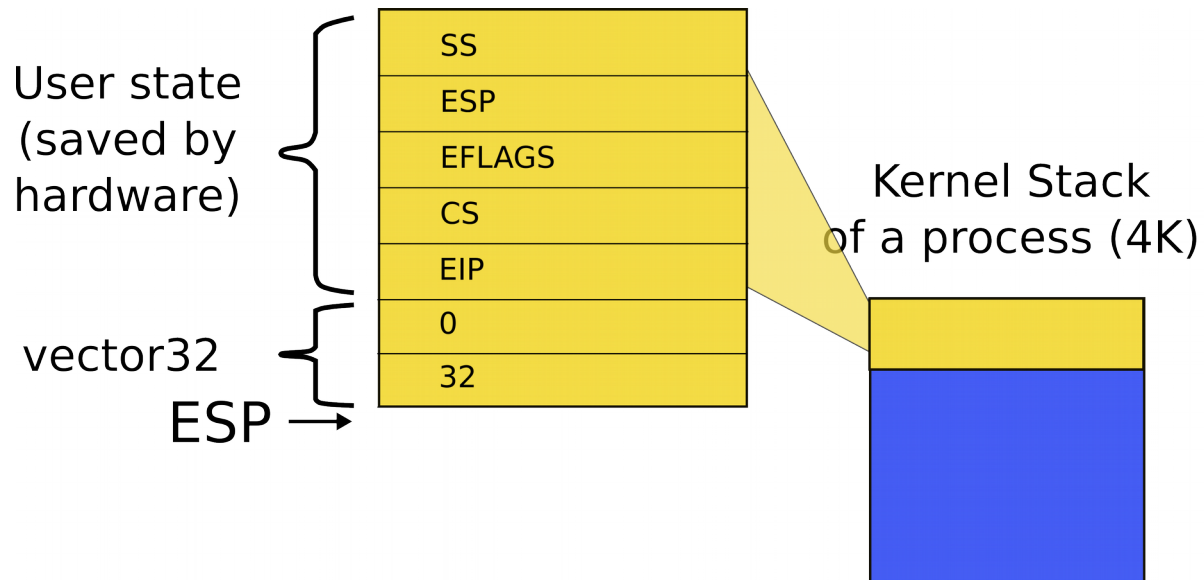 User state
(saved by
hardware)
SS
ESP
EFLAGS
CS
EIP
0
32
vector32
ESP
Kernel Stack
of a process (4K)